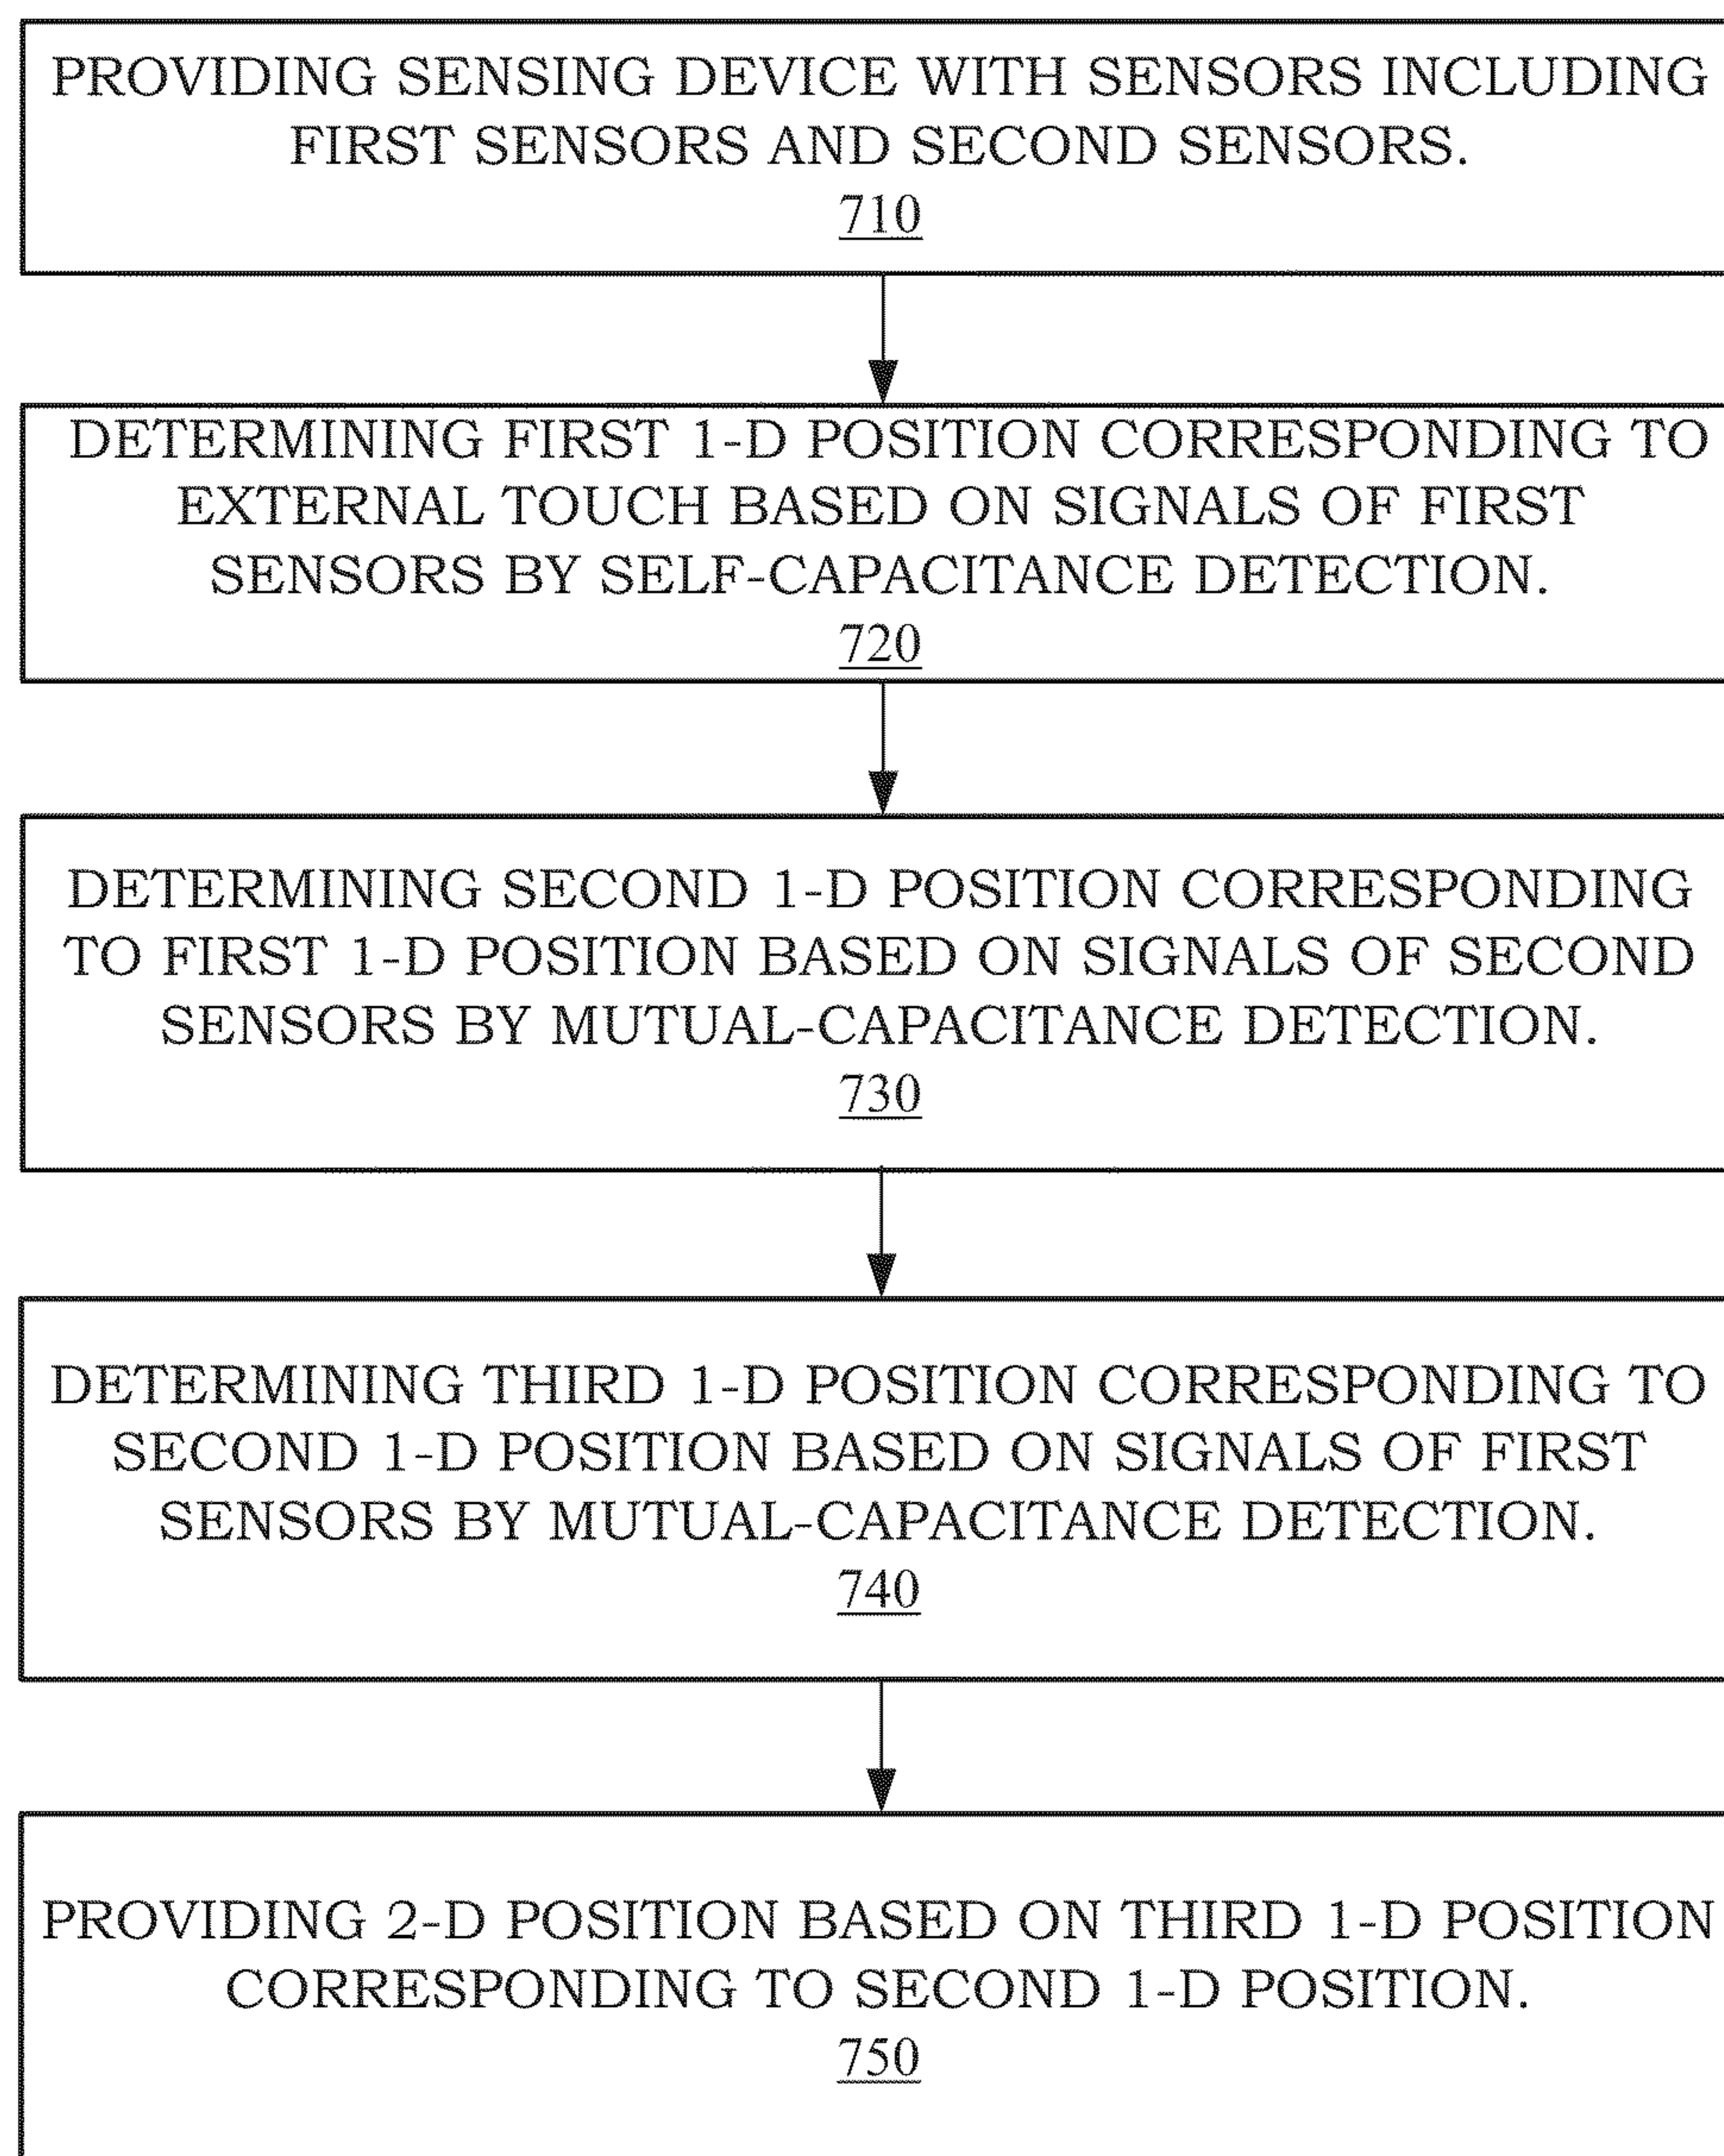 PROVIDING SENSING DEVICE WITH SENSORS INCLUDING
FIRST SENSORS AND SECOND SENSORS.
710
DETERMINING FIRST 1-D POSITION CORRESPONDING TO
EXTERNAL TOUCH BASED ON SIGNALS OF FIRST
SENSORS BY SELF-CAPACITANCE DETECTION.
720
DETERMINING SECOND 1-D POSITION CORRESPONDING
TO FIRST 1-D POSITION BASED ON SIGNALS OF SECOND
SENSORS BY MUTUAL-CAPACITANCE DETECTION.
730
DETERMINING THIRD 1-D POSITION CORRESPONDING TO
SECOND 1-D POSITION BASED ON SIGNALS OF FIRST
SENSORS BY MUTUAL-CAPACITANCE DETECTION.
740
PROVIDING 2-D POSITION BASED ON THIRD 1-D POSITION
CORRESPONDING TO SECOND 1-D POSITION.
750